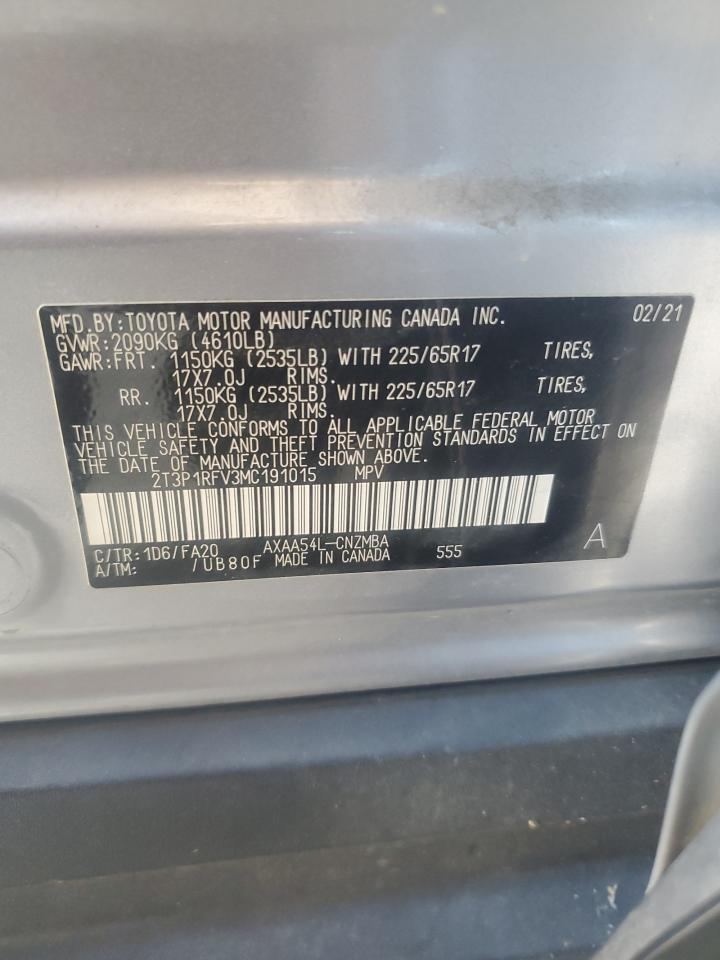 MFD.BY:TOYOTA MOTOR MANUFACTURING CANADA INC. 02/21
GVWR:2090KG (4610LB)
GAWR:FRT. 1150KG (2535LB) WITH 225/65R17 TIRES,
17X7.0J RIMS.
RR. 1150KG (2535LB) WITH 225/65R17 TIRES,
17X7.0J RIMS.
THIS VEHICLE CONFORMS TO ALL APPLICABLE FEDERAL MOTOR
VEHICLE SAFETY AND THEFT PREVENTION STANDARDS IN EFFECT ON
THE DATE OF MANUFACTURE SHOWN ABOVE.
2T3P1RFV3MC191015 MPV
C/TR:1D6/FA20 AXAA54L-CNZMBA 555 A
A/TM: /UB80F MADE IN CANADA